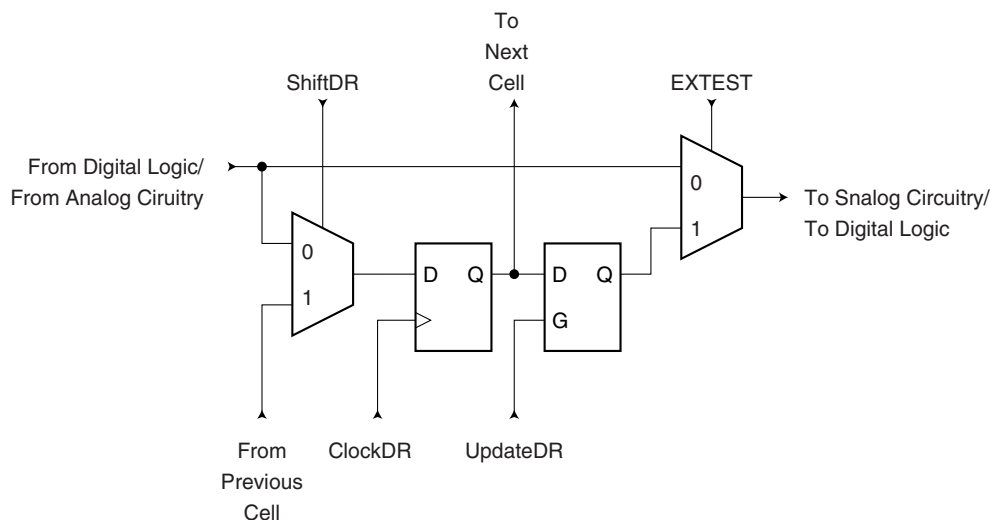 To
Next
Cell
ShiftDR
EXTEST
From Digital Logic/
From Analog Ciruitry
0
1
D Q
D Q
G
0
1
To Snalog Circuitry/
To Digital Logic
From
Previous
Cell
ClockDR
UpdateDR